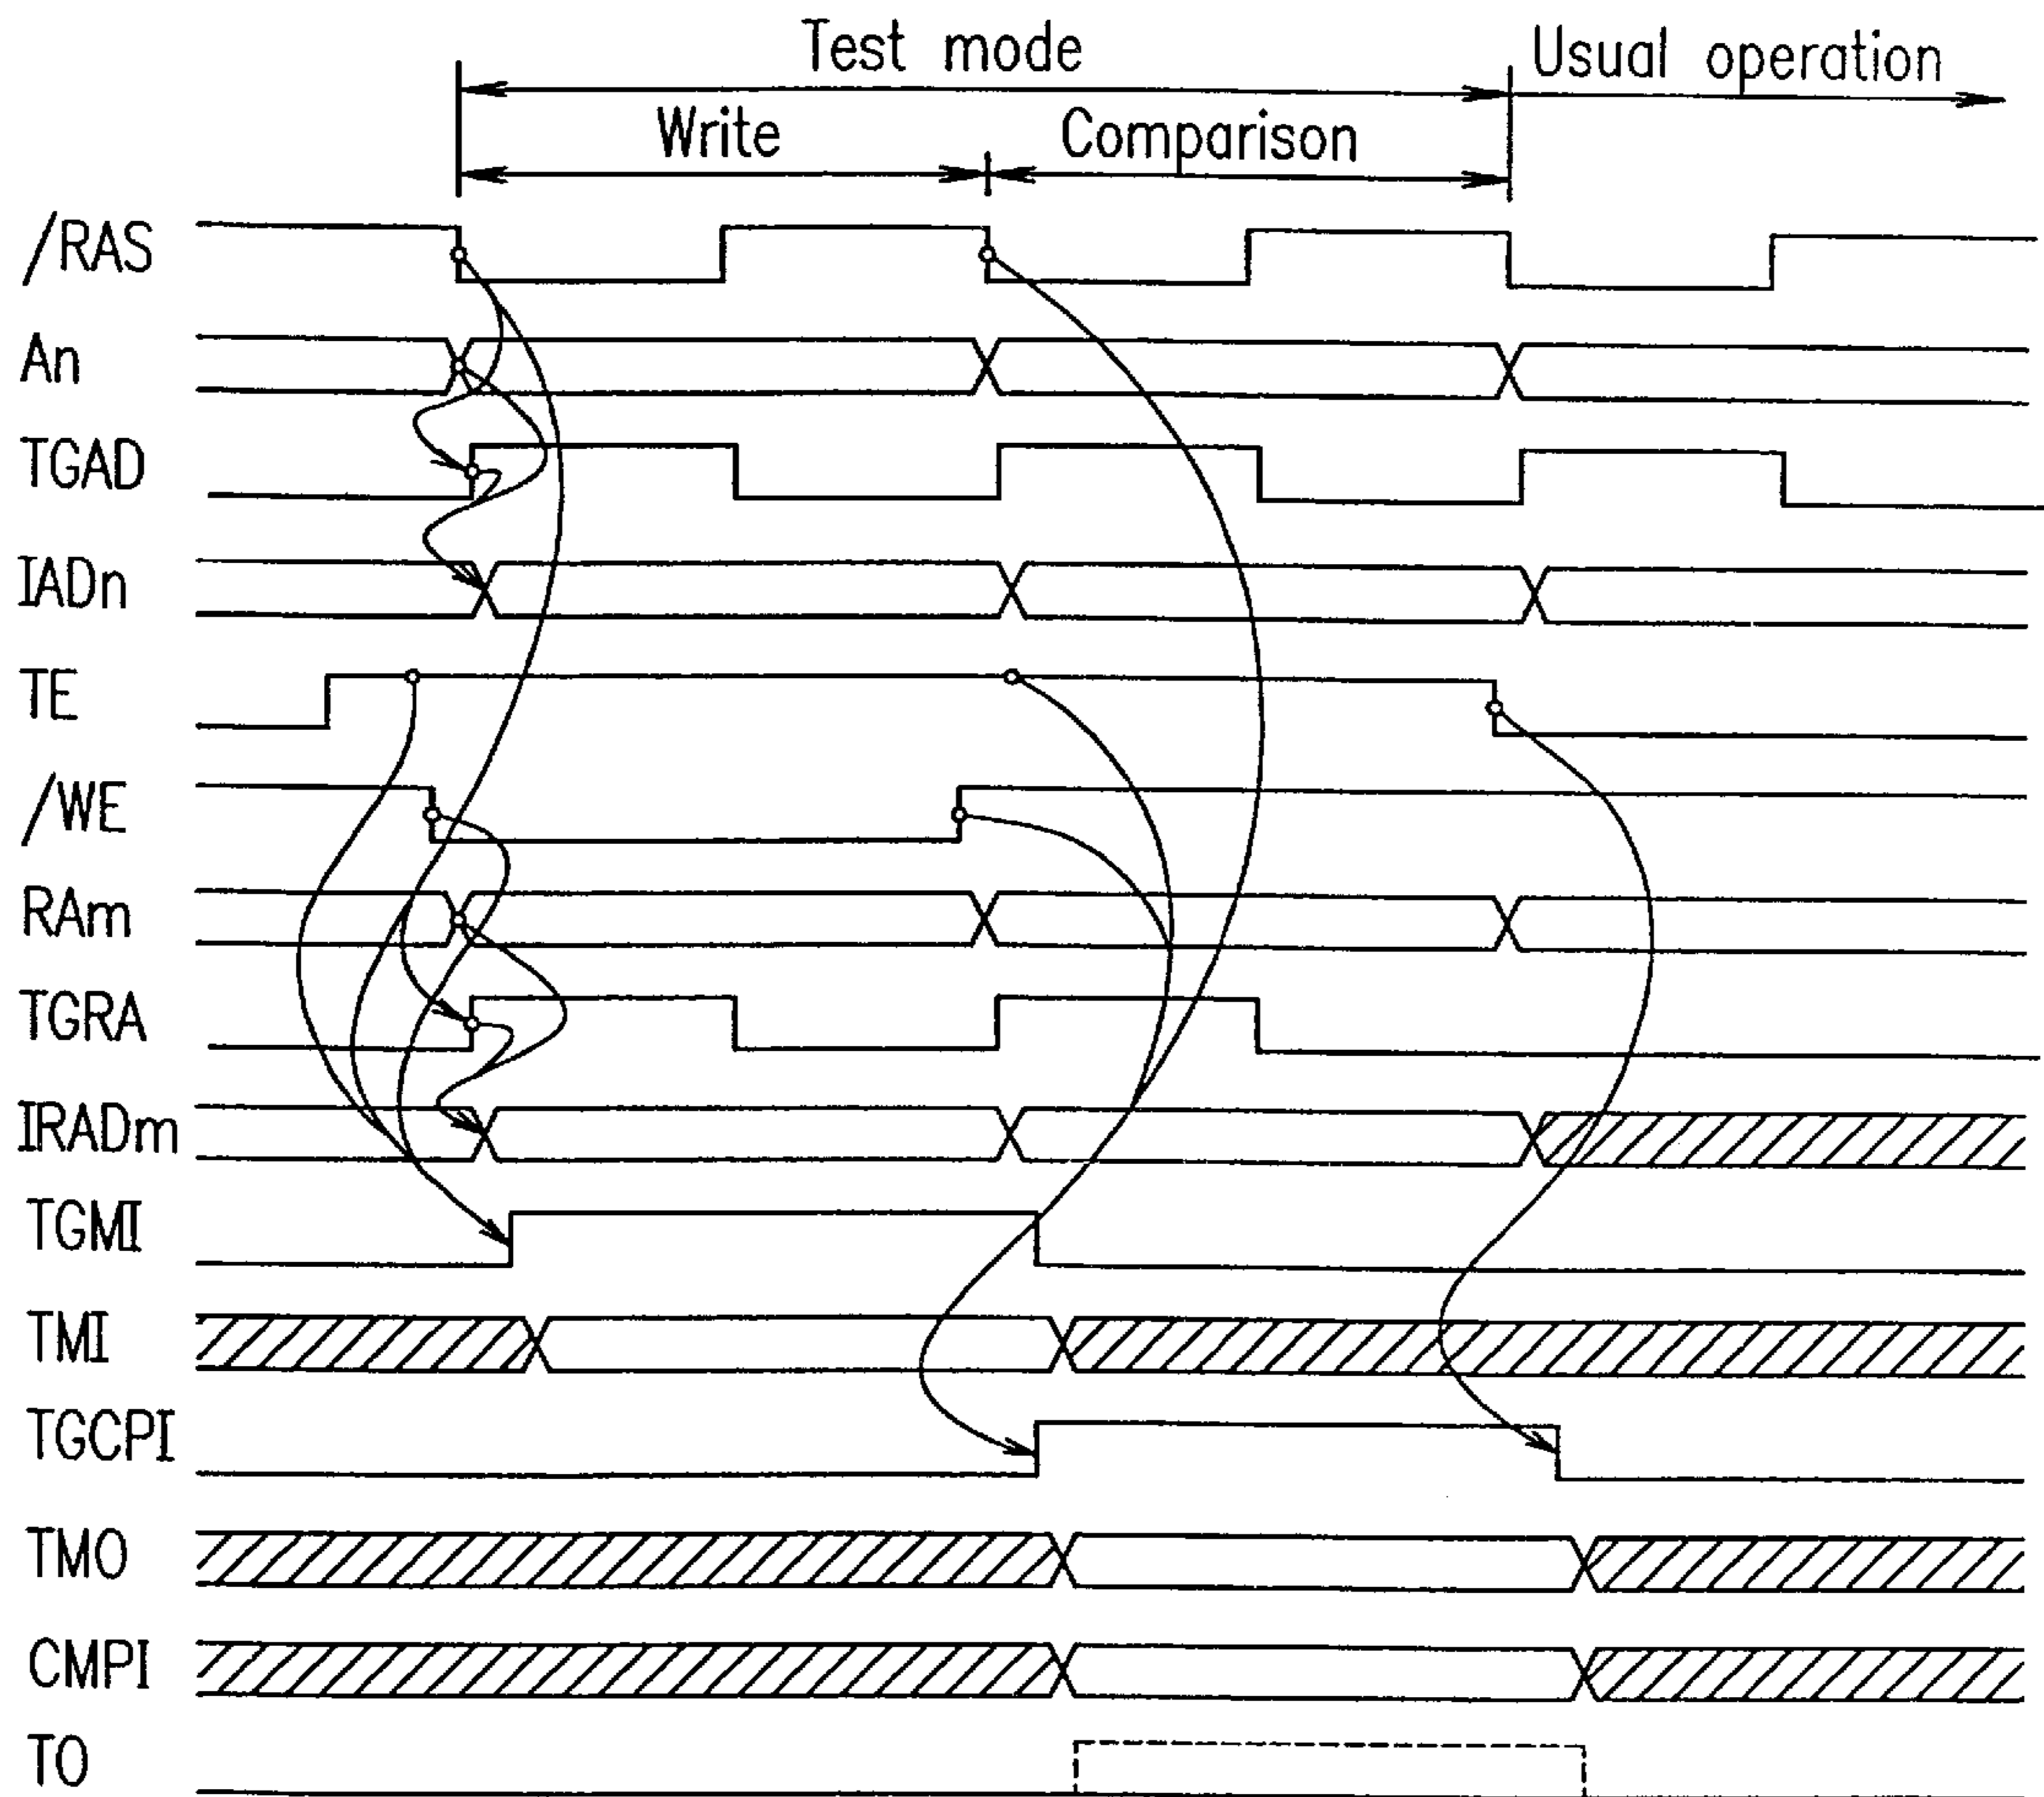 Test mode
Usual operation
Write
Comparison
/RAS
An
TGAD
IADn
TE
/WE
RAm
TGRA
IRADm
TGMI
TMI
TGCPI
TMO
CMPI
TO